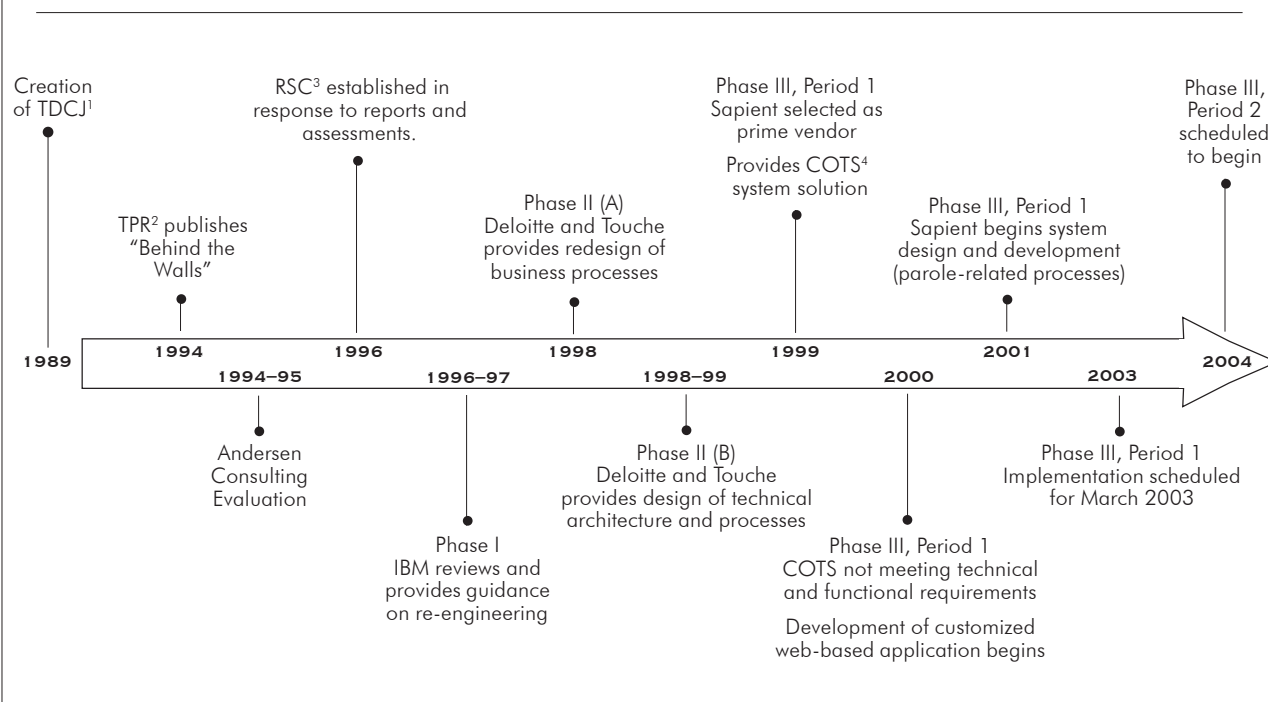 Creation
of TDCJ¹
RSC³ established in
response to reports and
assessments.
Phase III, Period 1
Sapient selected as
prime vendor
Provides COTS⁴
system solution
Phase III,
Period 2
scheduled
to begin
TPR² publishes
“Behind the
Walls”
Phase II (A)
Deloitte and Touche
provides redesign of
business processes
Phase III, Period 1
Sapient begins system
design and development
(parole-related processes)
1989
1994
1996
1998
1999
2001
2004
1994–95
1996–97
1998–99
2000
2003
Andersen
Consulting
Evaluation
Phase I
IBM reviews and
provides guidance
on re-engineering
Phase II (B)
Deloitte and Touche
provides design of technical
architecture and processes
Phase III, Period 1
COTS not meeting technical
and functional requirements
Development of customized
web-based application begins
Phase III, Period 1
Implementation scheduled
for March 2003